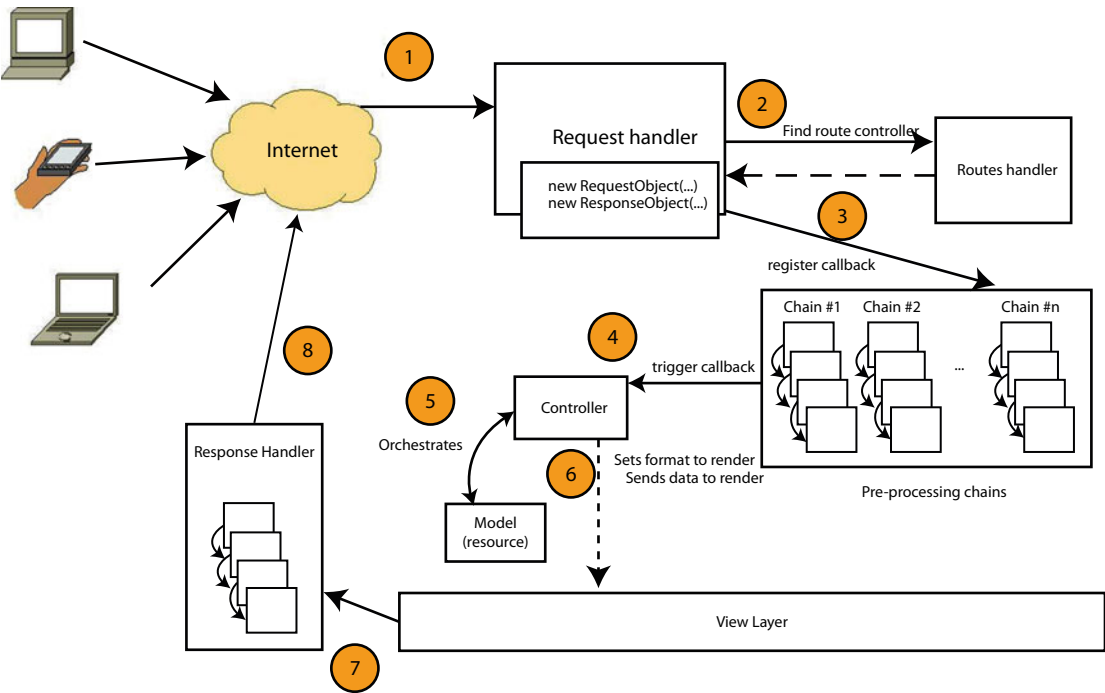 1
2
Internet
Request handler
Find route controller
new RequestObject(...)
new ResponseObject(...)
Routes handler
3
register callback
Chain #1
Chain #2
Chain #n
...
4
trigger callback
8
5
Controller
Orchestrates
Response Handler
6
Sets format to render
Sends data to render
Pre-processing chains
Model
(resource)
View Layer
7